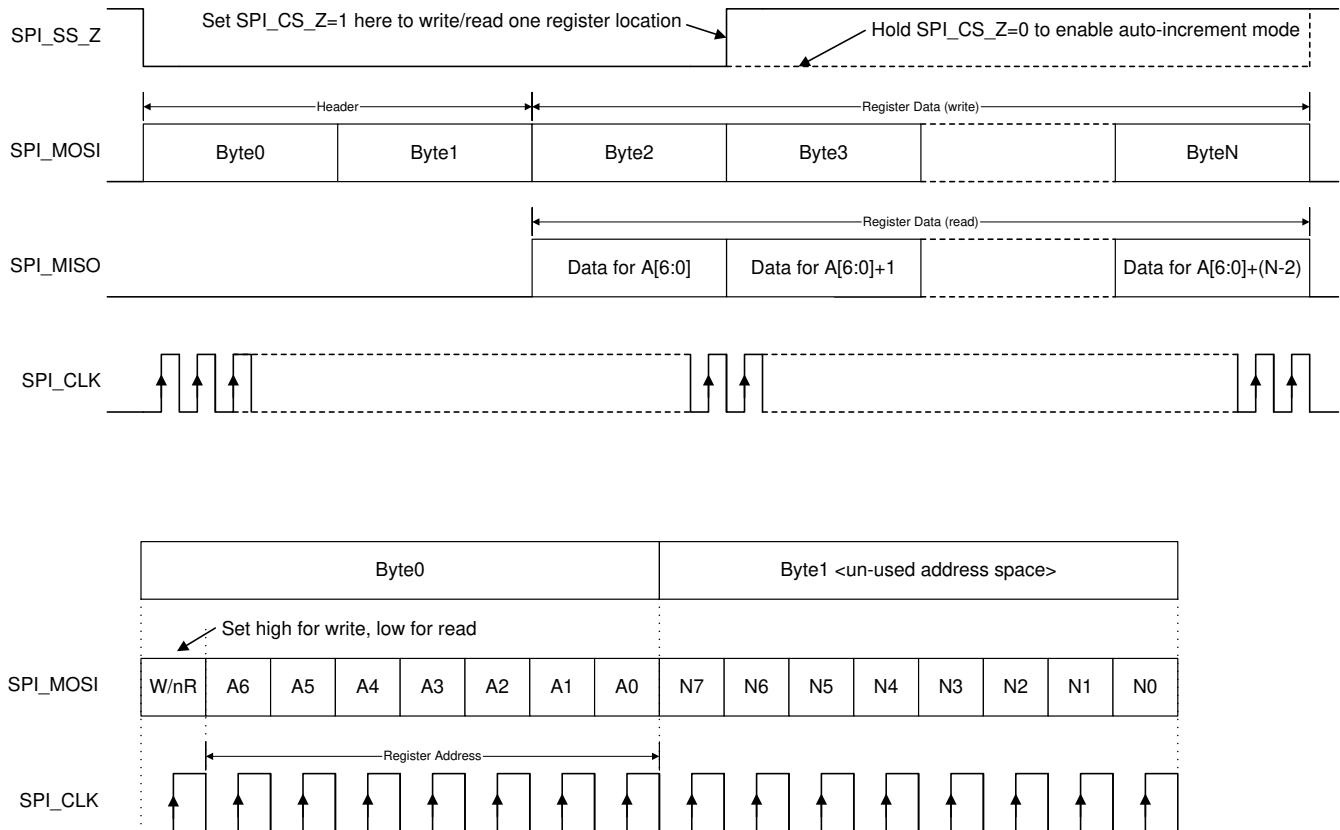 Set SPI_CS_Z=1 here to write/read one register location
SPI_SS_Z
Hold SPI_CS_Z=0 to enable auto-increment mode
Header
Register Data (write)
SPI_MOSI
Byte0
Byte1
Byte2
Byte3
ByteN
Register Data (read)
SPI_MISO
Data for A[6:0]
Data for A[6:0]+1
Data for A[6:0]+(N-2)
SPI_CLK
Byte0
Byte1 <un-used address space>
Set high for write, low for read
SPI_MOSI
W/nR
A6
A5
A4
A3
A2
A1
A0
N7
N6
N5
N4
N3
N2
N1
N0
Register Address
SPI_CLK